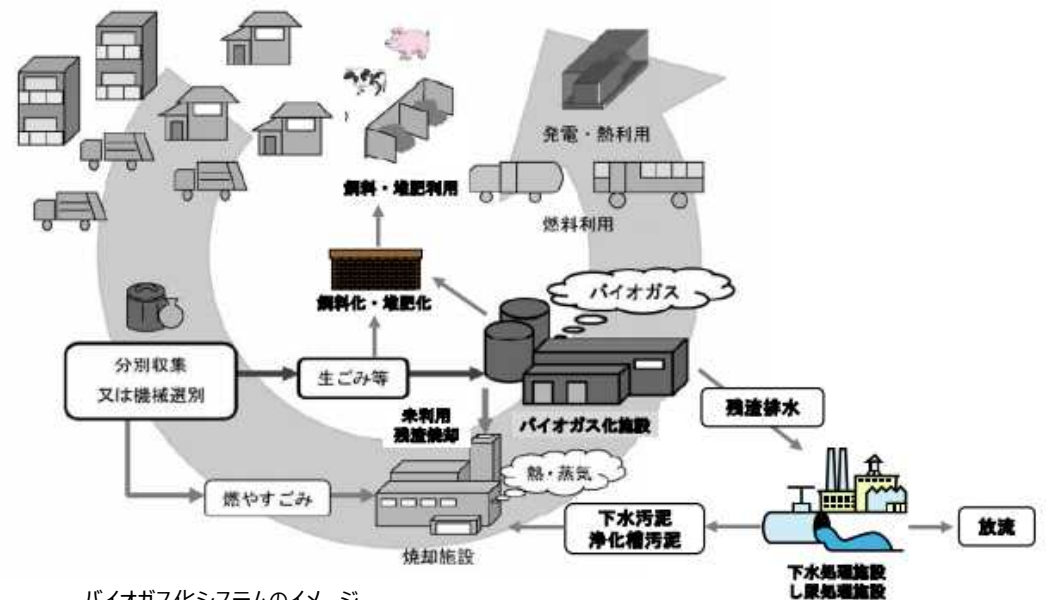 発電・熱利用
飼料・堆肥利用
燃料利用
バイオガス
飼料化・堆肥化
分別収集
又は機械選別
生ごみ等
未利用
残渣焼却
バイオガス化施設
残渣排水
熱・蒸気
燃やすごみ
下水汚泥
浄化槽汚泥
放流
焼却施設
下水処理施設
し尿処理施設
バイオガス化システムのイメージ